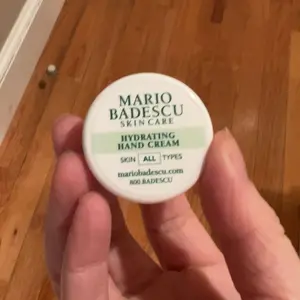 MARIO
BADESCU
SKIN CARE
HYDRATING
HAND CREAM
SKIN ALL TYPES
mariobadescu.com
800.BADESCU